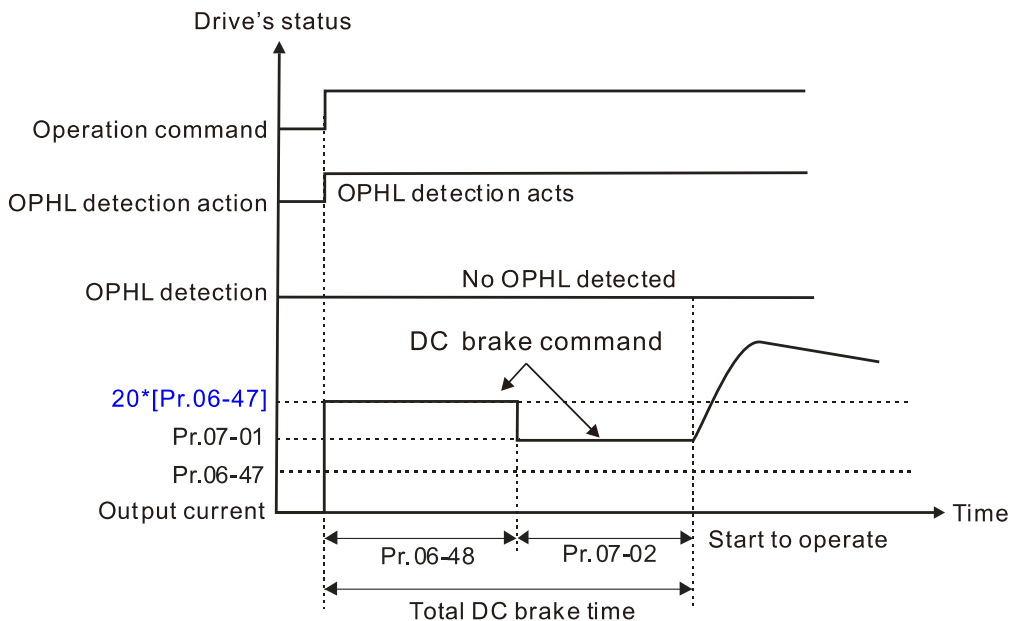 Drive's status
Operation command
OPHL detection action
OPHL detection acts
OPHL detection
No OPHL detected
DC brake command
20*[Pr.06-47]
Pr.07-01
Pr.06-47
Output current
Time
Pr.06-48
Pr.07-02
Start to operate
Total DC brake time